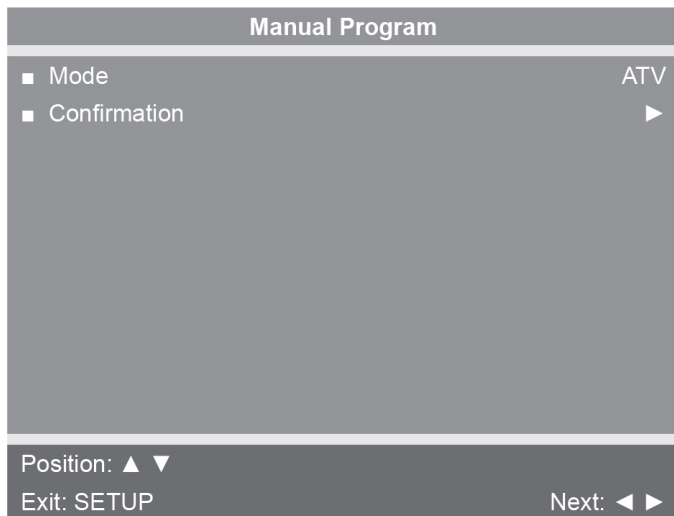 Manual Program
■ Mode ATV
■ Confirmation ►
Position: ▲ ▼
Exit: SETUP Next: ◄ ►